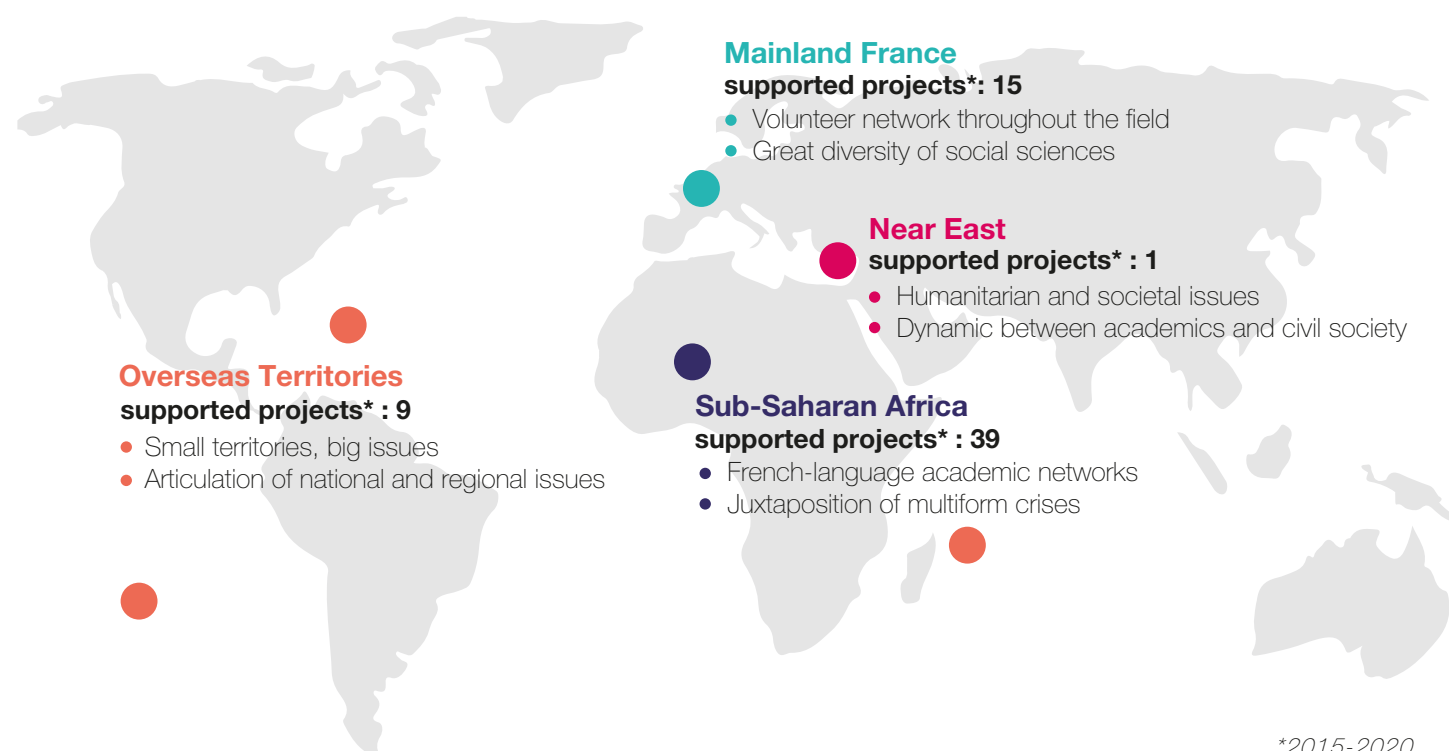 Mainland France
supported projects*: 15
• Volunteer network throughout the field
• Great diversity of social sciences
Near East
supported projects* : 1
• Humanitarian and societal issues
• Dynamic between academics and civil society
Overseas Territories
supported projects* : 9
• Small territories, big issues
• Articulation of national and regional issues
Sub-Saharan Africa
supported projects* : 39
• French-language academic networks
• Juxtaposition of multiform crises
*2015-2020